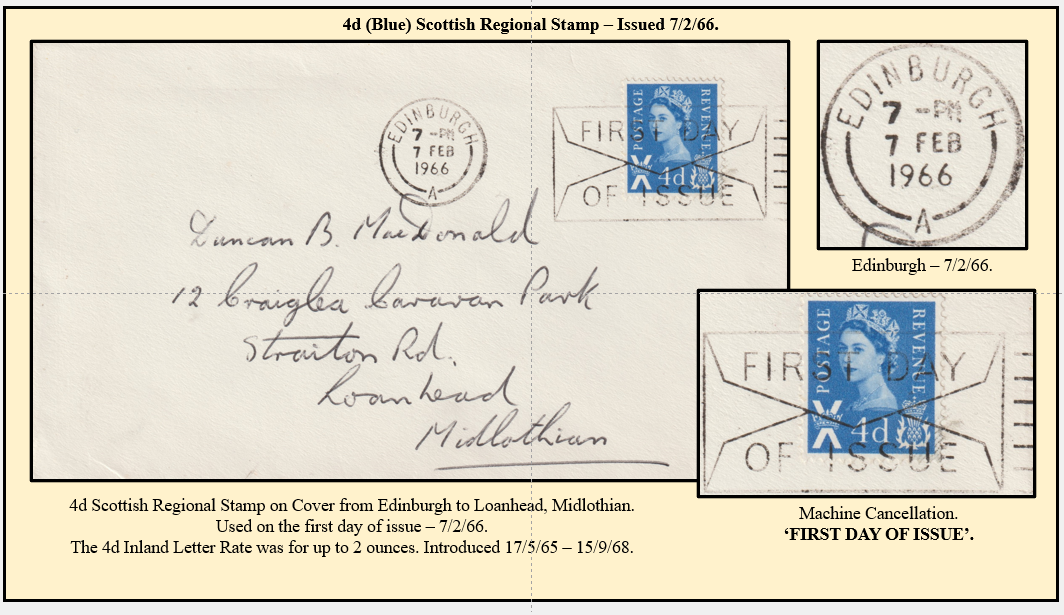 4d (Blue) Scottish Regional Stamp – Issued 7/2/66.
EDINBURGH
7 -PM
7 FEB
1966
A
FIRST DAY
OF ISSUE
POSTAGE
REVENUE
4d
Duncan B. MacDonald
12 Craiglea Caravan Park
Straiton Rd.
Loanhead
Midlothian
EDINBURGH
7 -PM
7 FEB
1966
A
Edinburgh – 7/2/66.
FIRST DAY
OF ISSUE
POSTAGE
REVENUE
4d
4d Scottish Regional Stamp on Cover from Edinburgh to Loanhead, Midlothian.
Used on the first day of issue – 7/2/66.
The 4d Inland Letter Rate was for up to 2 ounces. Introduced 17/5/65 – 15/9/68.
Machine Cancellation.
‘FIRST DAY OF ISSUE’.